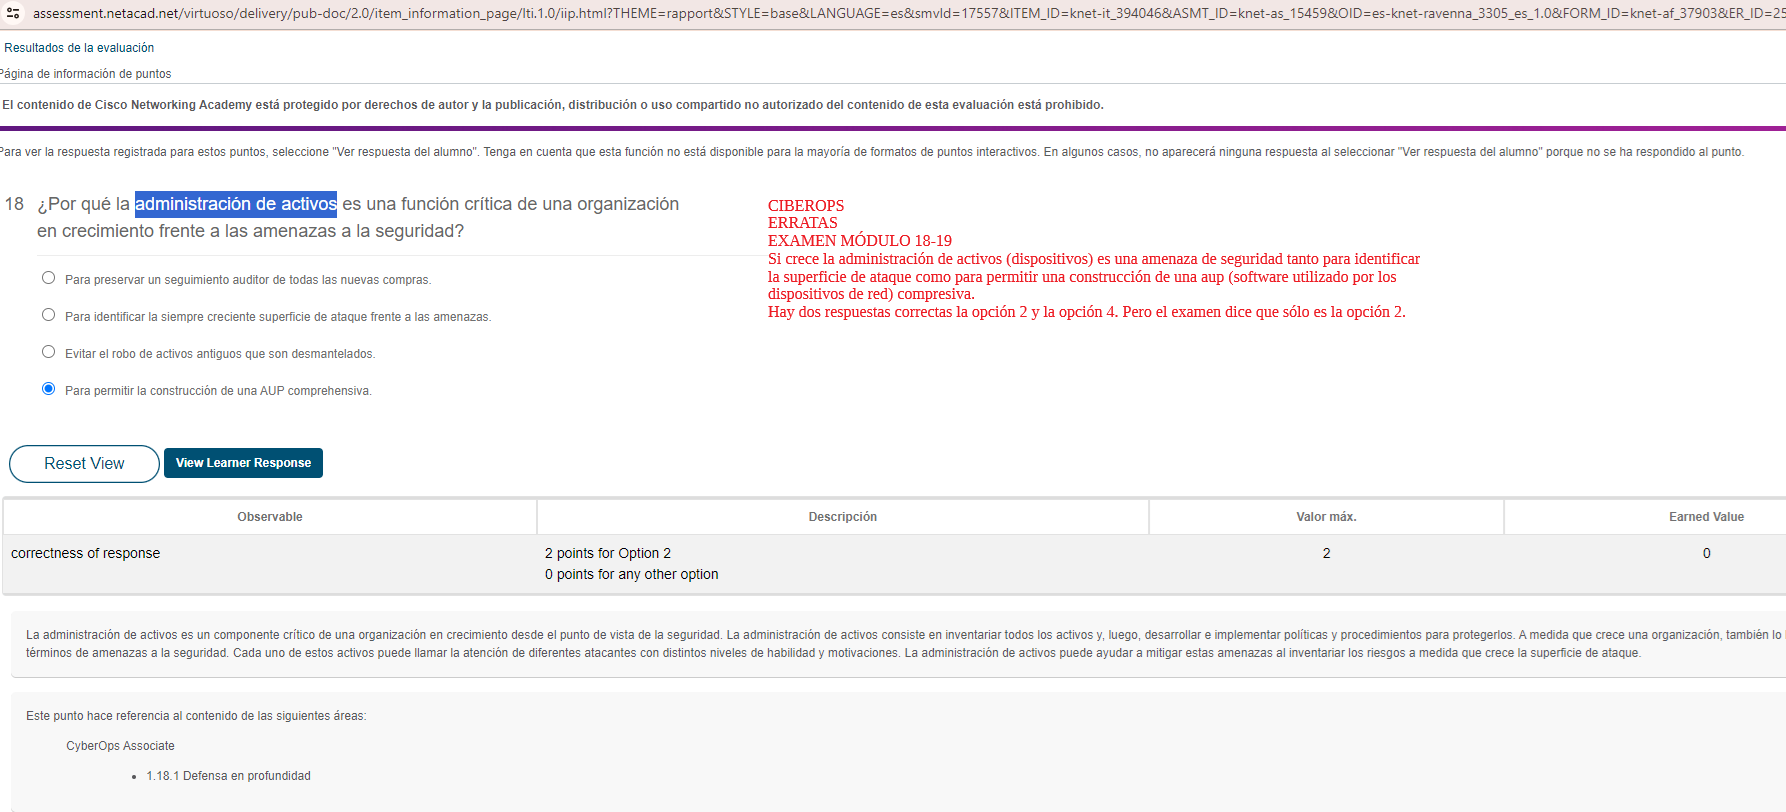 assessment.netacad.net/virtuoso/delivery/pub-doc/2.0/item_information_page/lti.1.0/iip.html?THEME=rapport&STYLE=base&LANGUAGE=es&smvId=17557&ITEM_ID=knet-it_394046&ASMT_ID=knet-as_15459&OID=es-knet-ravenna_3305_es_1.0&FORM_ID=knet-af_37903&ER_ID=25
Resultados de la evaluación
Página de información de puntos
El contenido de Cisco Networking Academy está protegido por derechos de autor y la publicación, distribución o uso compartido no autorizado del contenido de esta evaluación está prohibido.
Para ver la respuesta registrada para estos puntos, seleccione "Ver respuesta del alumno". Tenga en cuenta que esta función no está disponible para la mayoría de formatos de puntos interactivos. En algunos casos, no aparecerá ninguna respuesta al seleccionar "Ver respuesta del alumno" porque no se ha respondido al punto.
18 ¿Por qué la administración de activos es una función crítica de una organización
en crecimiento frente a las amenazas a la seguridad?
Para preservar un seguimiento auditor de todas las nuevas compras.
Para identificar la siempre creciente superficie de ataque frente a las amenazas.
Evitar el robo de activos antiguos que son desmantelados.
Para permitir la construcción de una AUP comprehensiva.
CIBEROPS
ERRATAS
EXAMEN MÓDULO 18-19
Si crece la administración de activos (dispositivos) es una amenaza de seguridad tanto para identificar
la superficie de ataque como para permitir una construcción de una aup (software utilizado por los
dispositivos de red) compresiva.
Hay dos respuestas correctas la opción 2 y la opción 4. Pero el examen dice que sólo es la opción 2.
Reset View View Learner Response
Observable Descripción Valor máx. Earned Value
correctness of response 2 points for Option 2 2 0
0 points for any other option
La administración de activos es un componente crítico de una organización en crecimiento desde el punto de vista de la seguridad. La administración de activos consiste en inventariar todos los activos y, luego, desarrollar e implementar políticas y procedimientos para protegerlos. A medida que crece una organización, también lo
términos de amenazas a la seguridad. Cada uno de estos activos puede llamar la atención de diferentes atacantes con distintos niveles de habilidad y motivaciones. La administración de activos puede ayudar a mitigar estas amenazas al inventariar los riesgos a medida que crece la superficie de ataque.
Este punto hace referencia al contenido de las siguientes áreas:
CyberOps Associate
• 1.18.1 Defensa en profundidad